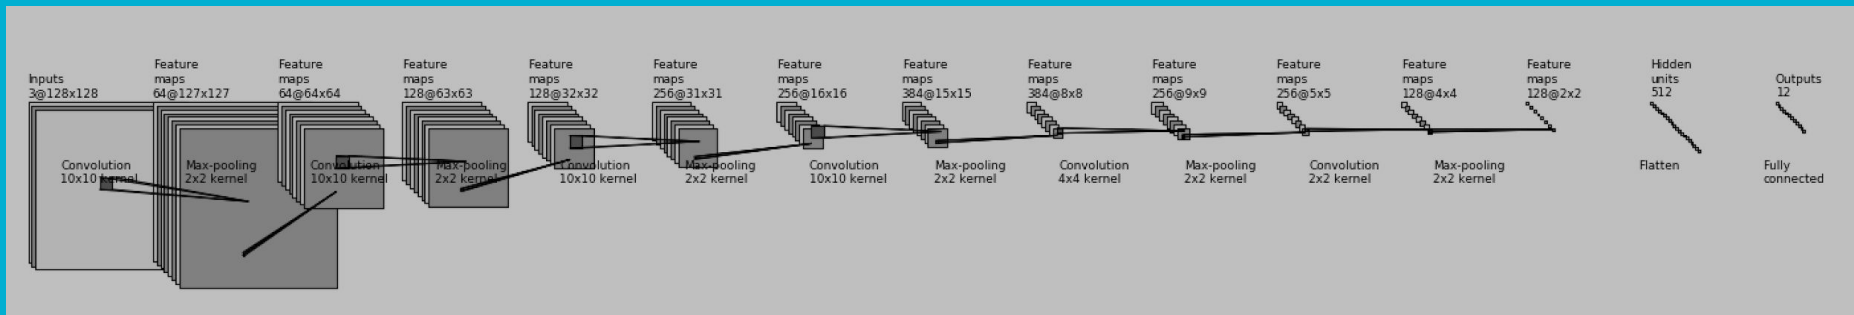 Inputs
3@128x128
Feature
maps
64@127x127
Feature
maps
64@64x64
Feature
maps
128@63x63
Feature
maps
128@32x32
Feature
maps
256@31x31
Feature
maps
256@16x16
Feature
maps
384@15x15
Feature
maps
384@8x8
Feature
maps
256@9x9
Feature
maps
256@5x5
Feature
maps
128@4x4
Feature
maps
128@2x2
Hidden
units
512
Outputs
12
Convolution
10x10 kernel
Max-pooling
2x2 kernel
Convolution
10x10 kernel
Max-pooling
2x2 kernel
Convolution
10x10 kernel
Max-pooling
2x2 kernel
Convolution
10x10 kernel
Max-pooling
2x2 kernel
Convolution
4x4 kernel
Max-pooling
2x2 kernel
Convolution
2x2 kernel
Max-pooling
2x2 kernel
Flatten
Fully
connected